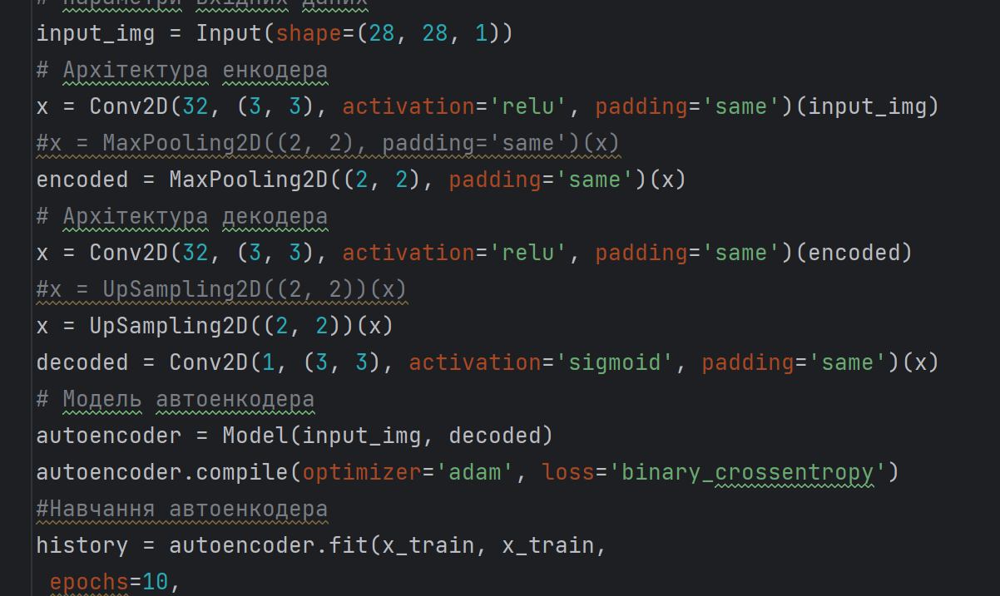 # Параметри вхідних даних
input_img = Input(shape=(28, 28, 1))
# Архітектура енкодера
x = Conv2D(32, (3, 3), activation='relu', padding='same')(input_img)
#x = MaxPooling2D((2, 2), padding='same')(x)
encoded = MaxPooling2D((2, 2), padding='same')(x)
# Архітектура декодера
x = Conv2D(32, (3, 3), activation='relu', padding='same')(encoded)
#x = UpSampling2D((2, 2))(x)
x = UpSampling2D((2, 2))(x)
decoded = Conv2D(1, (3, 3), activation='sigmoid', padding='same')(x)
# Модель автоенкодера
autoencoder = Model(input_img, decoded)
autoencoder.compile(optimizer='adam', loss='binary_crossentropy')
#Навчання автоенкодера
history = autoencoder.fit(x_train, x_train,
 epochs=10,